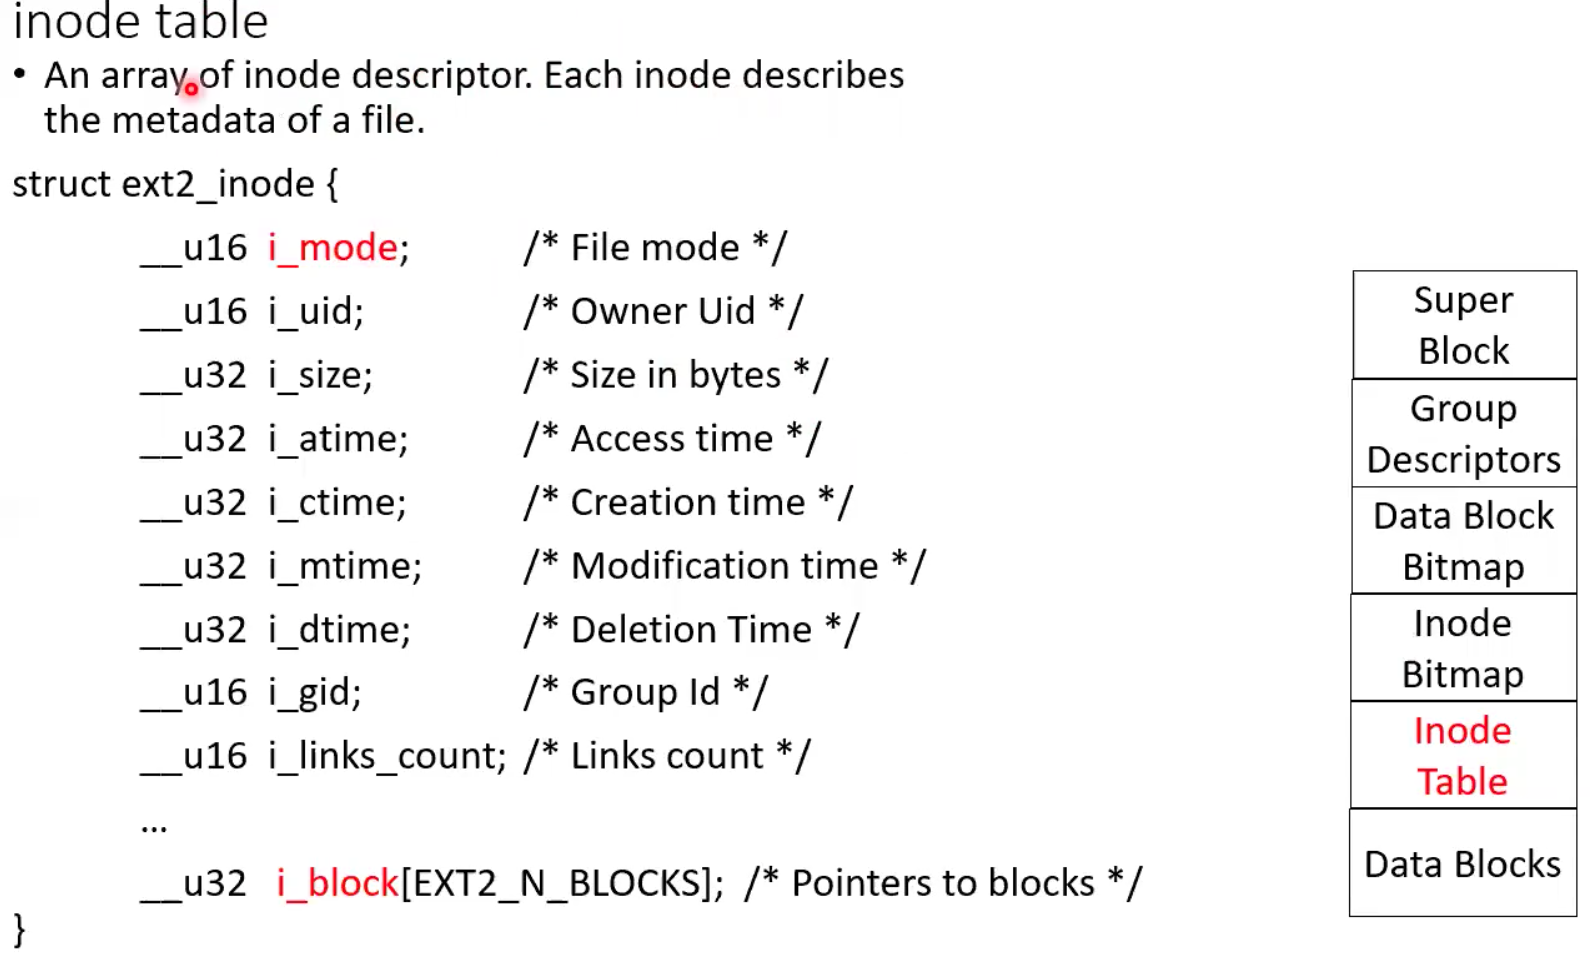 inode table
• An array of inode descriptor. Each inode describes
the metadata of a file.
struct ext2_inode {
__u16 i_mode; /* File mode */
__u16 i_uid; /* Owner Uid */
__u32 i_size; /* Size in bytes */
__u32 i_atime; /* Access time */
__u32 i_ctime; /* Creation time */
__u32 i_mtime; /* Modification time */
__u32 i_dtime; /* Deletion Time */
__u16 i_gid; /* Group Id */
__u16 i_links_count; /* Links count */
...
__u32 i_block[EXT2_N_BLOCKS]; /* Pointers to blocks */
}
Super
Block
Group
Descriptors
Data Block
Bitmap
Inode
Bitmap
Inode
Table
Data Blocks